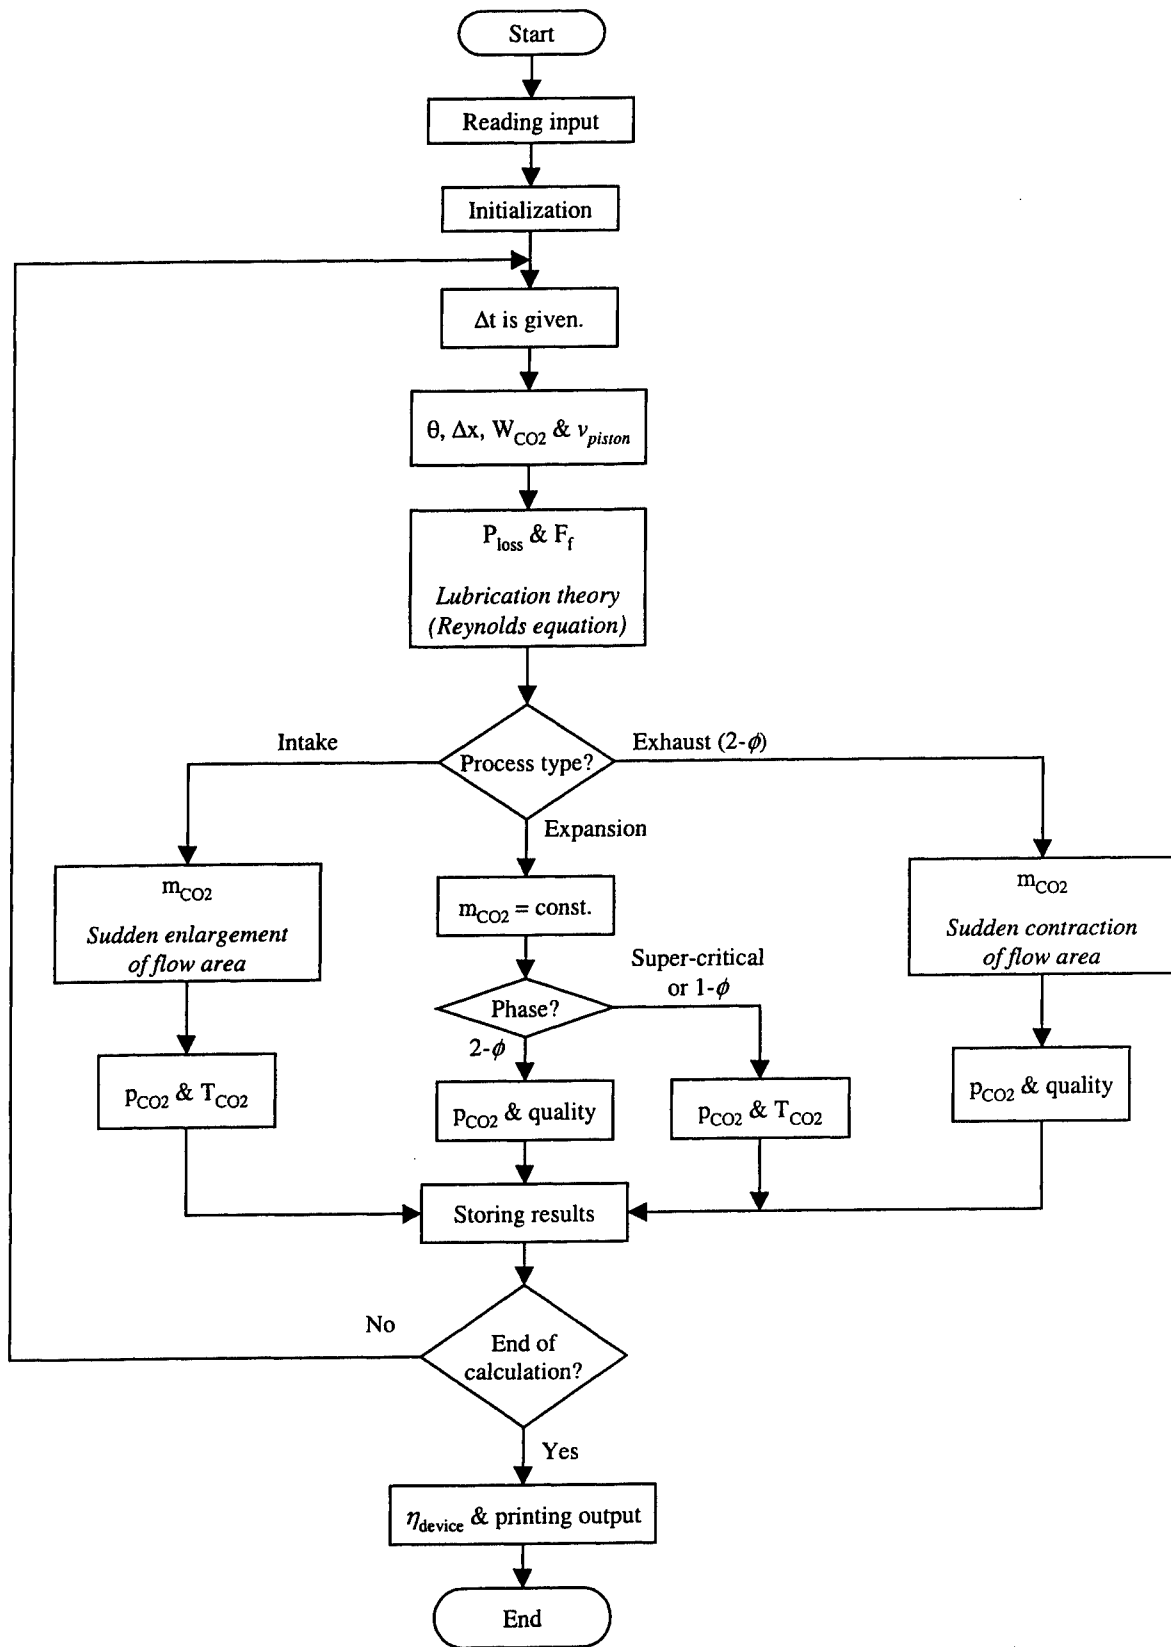 Start
Reading input
Initialization
Δt is given.
θ, Δx, W_CO2 & v_piston
P_loss & F_f
Lubrication theory
(Reynolds equation)
Intake
Process type?
Exhaust (2-ϕ)
Expansion
m_CO2
Sudden enlargement
of flow area
m_CO2 = const.
m_CO2
Sudden contraction
of flow area
Super-critical
or 1-ϕ
Phase?
2-ϕ
p_CO2 & T_CO2
p_CO2 & quality
p_CO2 & T_CO2
p_CO2 & quality
Storing results
No
End of
calculation?
Yes
η_device & printing output
End